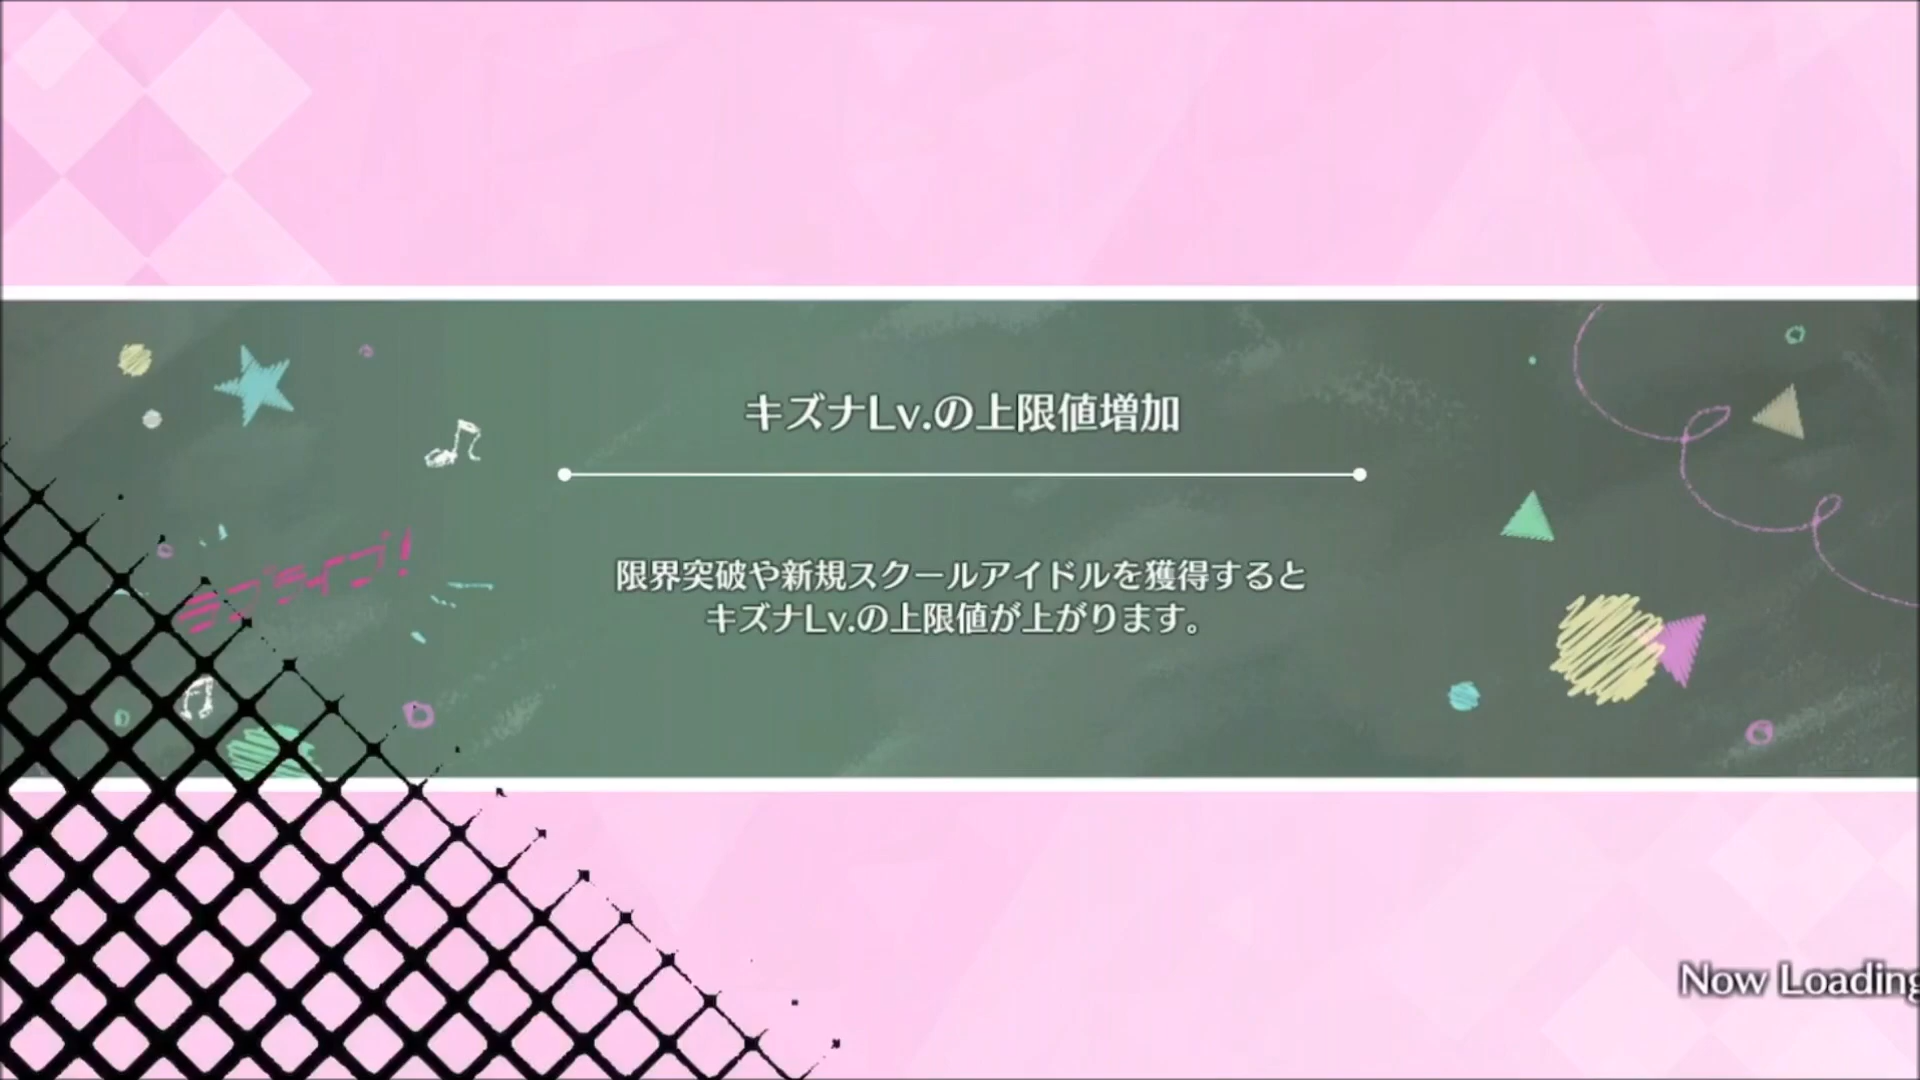 キズナLv.の上限値増加
限界突破や新規スクールアイドルを獲得すると
キズナLv.の上限値が上がります。
Now Loading